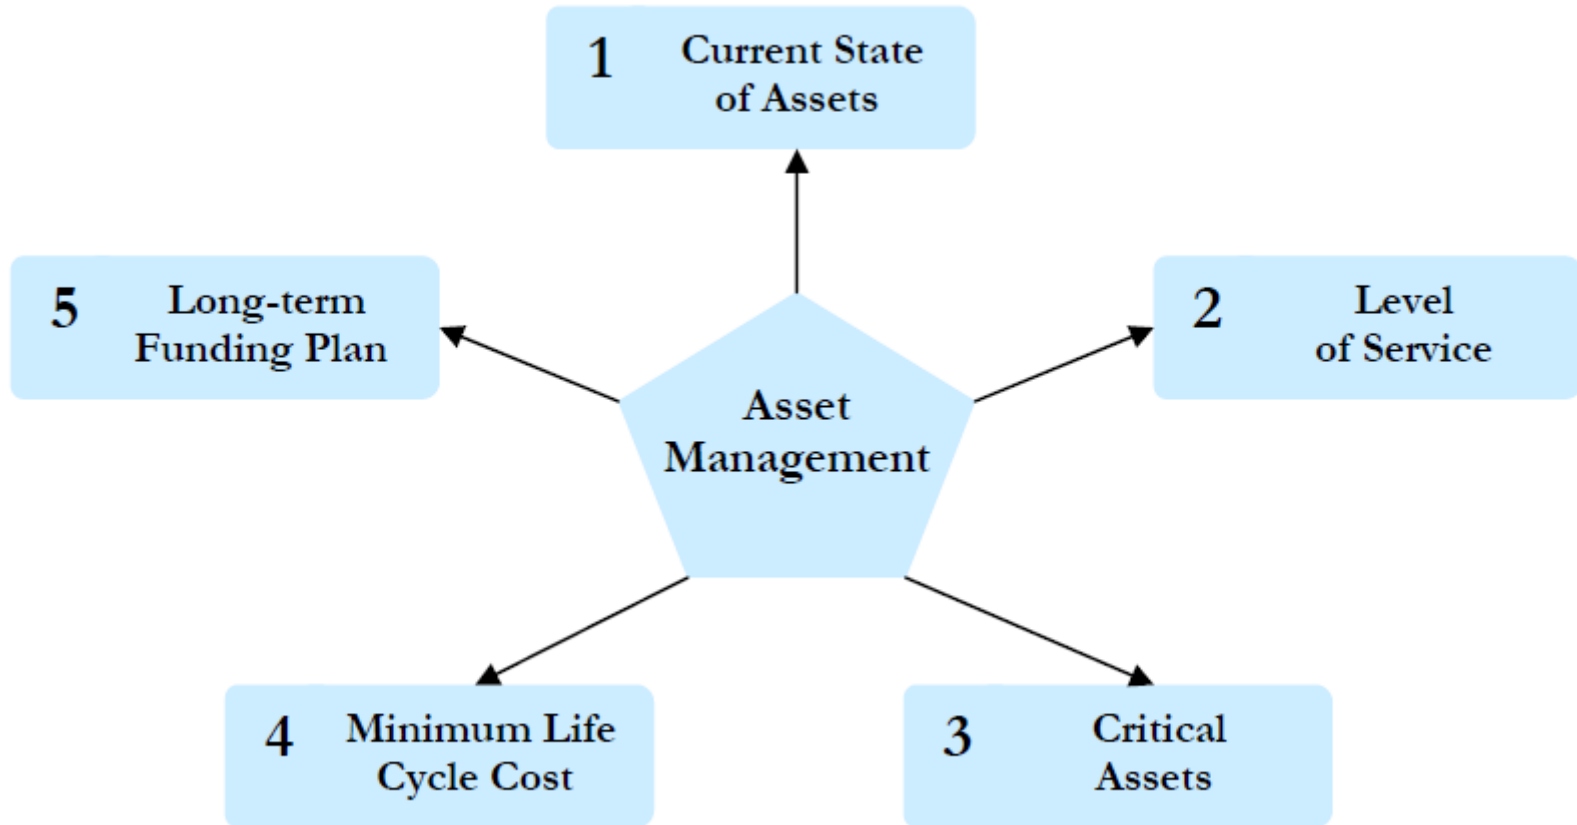 1 Current State
of Assets
5 Long-term
Funding Plan
2 Level
of Service
Asset
Management
4 Minimum Life
Cycle Cost
3 Critical
Assets